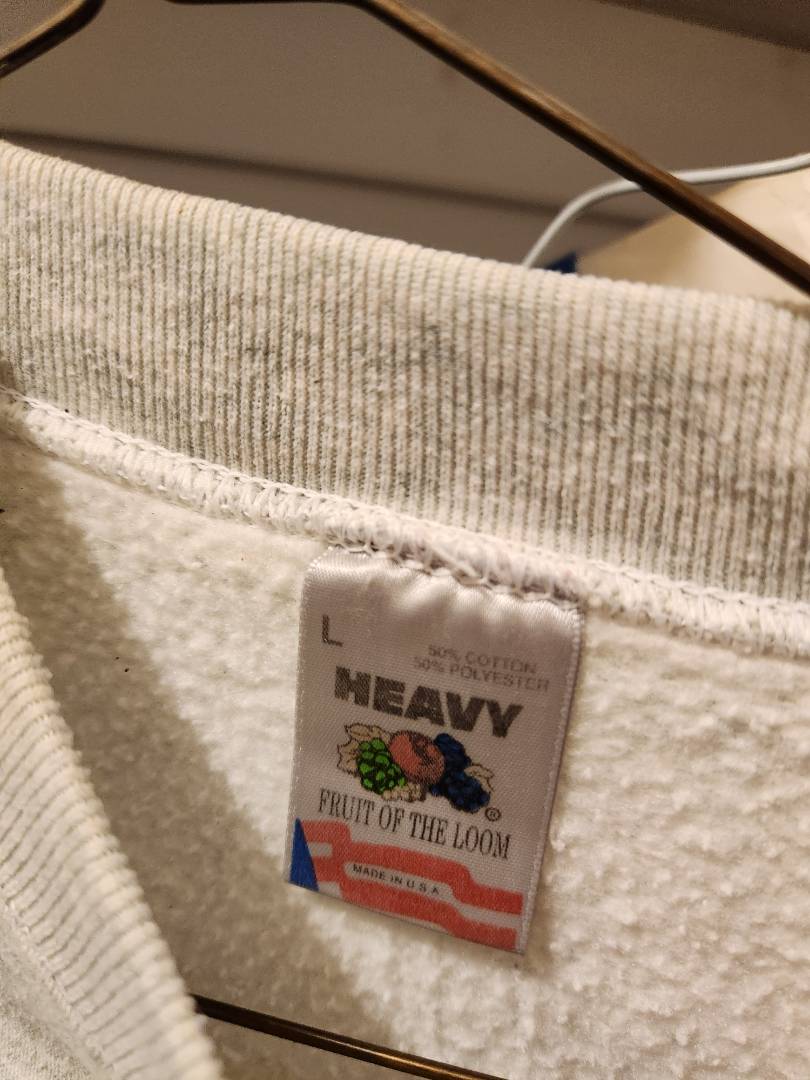 L
50% COTTON
50% POLYESTER
HEAVY
®
FRUIT OF THE LOOM
MADE IN U S A